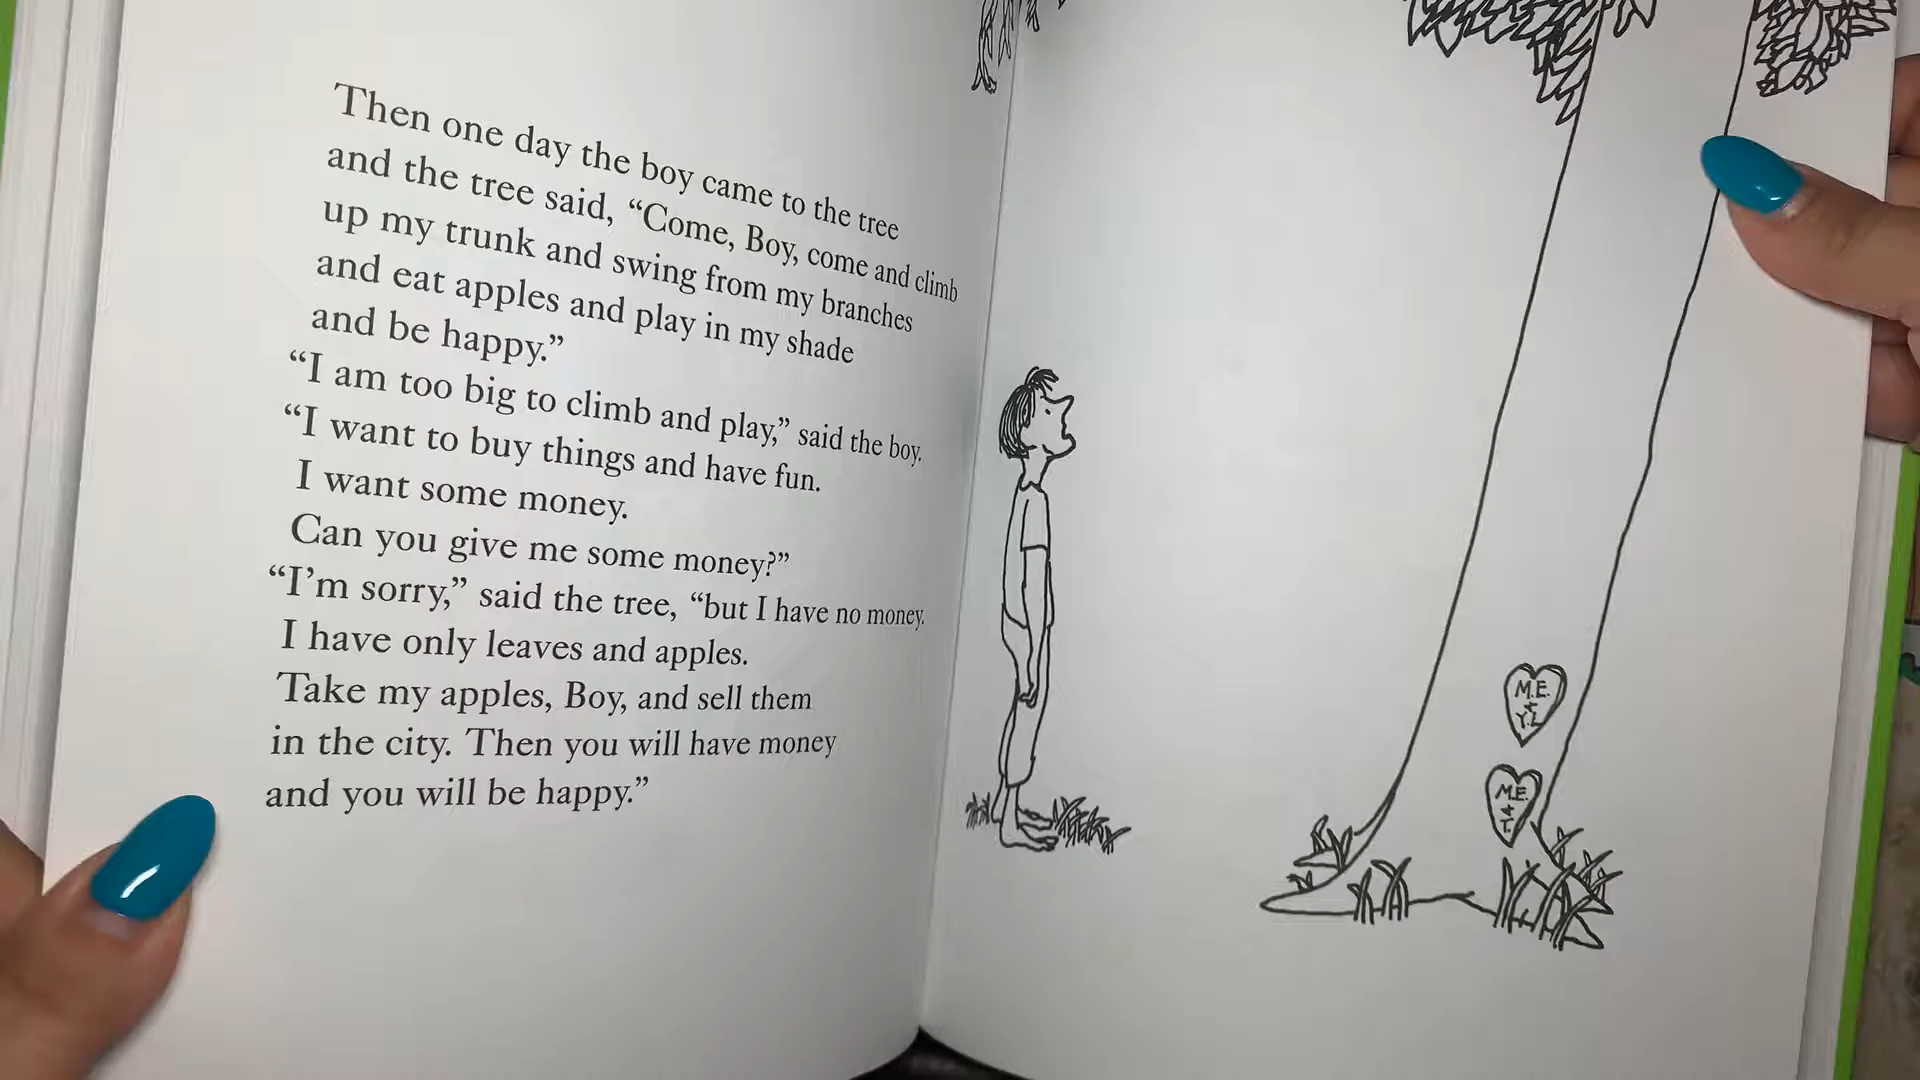 Then one day the boy came to the tree
and the tree said, “Come, Boy, come and climb
up my trunk and swing from my branches
and eat apples and play in my shade
and be happy.”
“I am too big to climb and play,” said the boy.
“I want to buy things and have fun.
I want some money.
Can you give me some money?”
“I’m sorry,” said the tree, “but I have no money.
I have only leaves and apples.
Take my apples, Boy, and sell them
in the city. Then you will have money
and you will be happy.”
M.E.
+
Y.L.
M.E.
+
T.